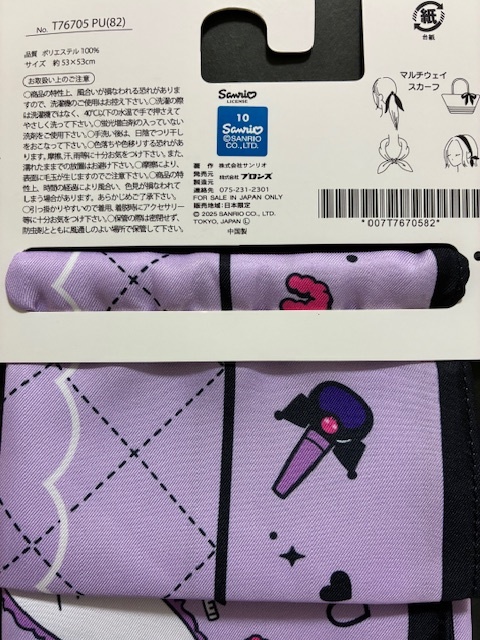 No. T76705 PU(82)
品質 ポリエステル 100%
サイズ 約 53×53cm
お取扱い上のご注意
○商品の特性上、風合いが損なわれる恐れがありま
すので、洗濯機のご使用はお控え下さい。○洗濯の際
は洗濯機ではなく、40℃以下の水温で手で押さえて
やさしく洗って下さい。○蛍光増白剤の入っていない
洗剤をご使用下さい。○手洗い後は、日陰でつり干し
をおこなって下さい。○色落ちや色移りする恐れがあ
ります。摩擦、汗、雨等に十分お気をつけ下さい。また、
濡れたままでの放置はお避け下さい。○摩擦により、
表面に毛玉が生じますのでご注意下さい。○商品の特
性上、時間の経過により風合い、色見が損なわれて
しまう場合があります。あらかじめご了承下さい。
○引っ掛かりやすいので着用、着脱時にアクセサリー
等に十分お気をつけ下さい。○保管の際は密閉せず、
防虫剤とともに風通しのよい場所で保管して下さい。
Sanrio
LICENSE
10
Sanrio
©SANRIO
CO.,LTD.
著作 株式会社サンリオ
発売元
製造元 株式会社 プロンズ
連絡先 075-231-2301
FOR SALE IN JAPAN ONLY
販売地域:日本限定
© 2025 SANRIO CO., LTD.
TOKYO, JAPAN Ⓛ
中国製
紙
台紙
マルチウェイ
スカーフ
*007T7670582*